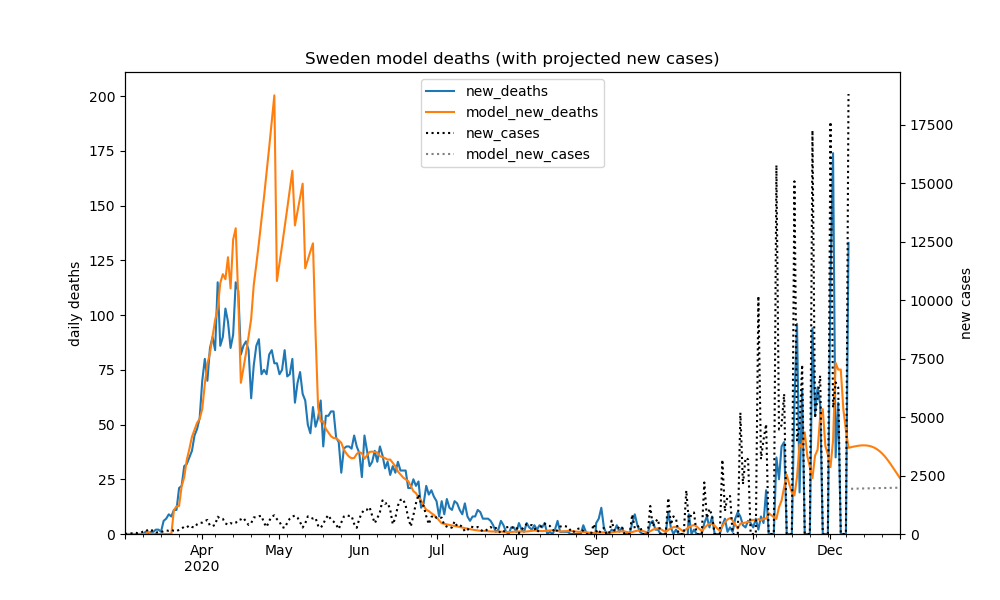 Sweden model deaths (with projected new cases)
new_deaths
model_new_deaths
new_cases
model_new_cases
daily deaths
200
175
150
125
100
75
50
25
0
17500
15000
12500
10000
7500
5000
2500
0
new cases
Apr May Jun Jul Aug Sep Oct Nov Dec
2020